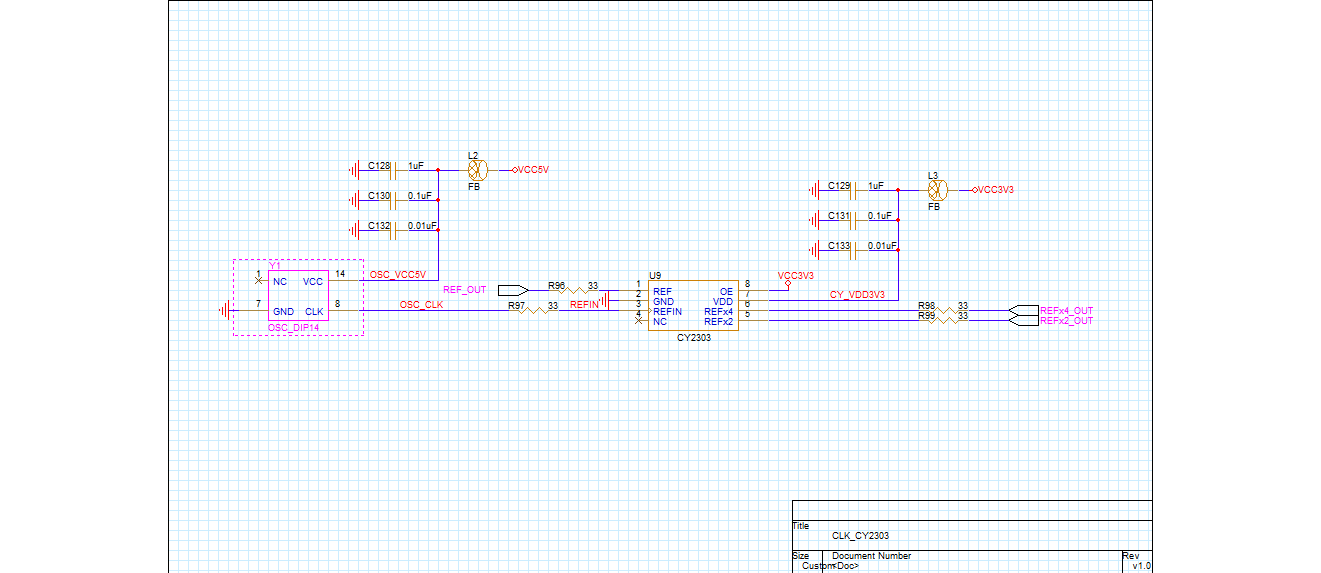 L2
C128 1uF
VCC5V
FB
C130 0.1uF
C132 0.01uF
L3
C129 1uF
VCC3V3
FB
C131 0.1uF
C133 0.01uF
Y1
1 NC VCC 14 OSC_VCC5V
7 GND CLK 8 OSC_CLK
OSC_DIP14
REF_OUT
R96 33
R97 33
REFIN
U9
1 REF OE 8
2 GND VDD 7
3 REFIN REFx4 6
4 NC REFx2 5
CY2303
VCC3V3
CY_VDD3V3
R98 33 REFx4_OUT
R99 33 REFx2_OUT
Title
CLK_CY2303
Size Document Number Rev
Custom <Doc> v1.0